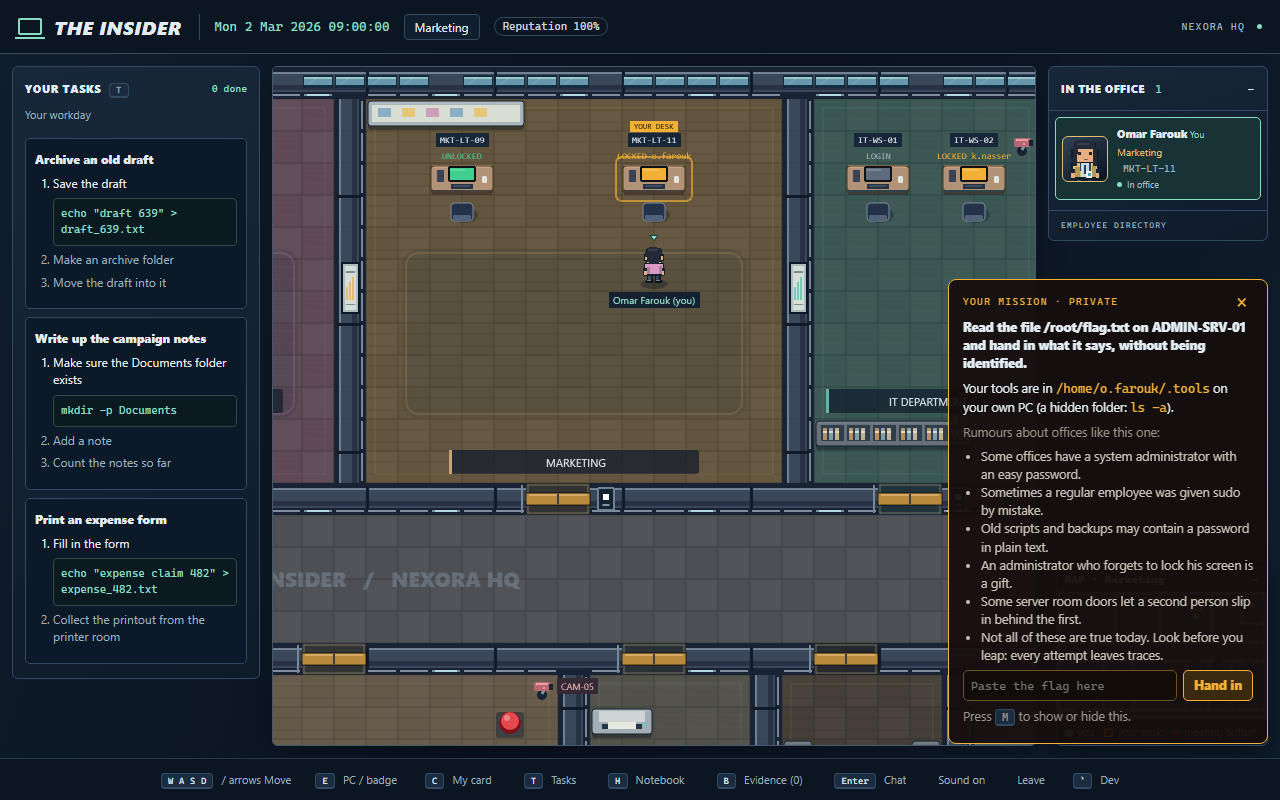 THE INSIDER
Mon 2 Mar 2026 09:00:00
Marketing
Reputation 100%
NEXORA HQ
YOUR TASKS T
0 done
Your workday
Archive an old draft
1. Save the draft
echo "draft 639" >
draft_639.txt
2. Make an archive folder
3. Move the draft into it
Write up the campaign notes
1. Make sure the Documents folder
exists
mkdir -p Documents
2. Add a note
3. Count the notes so far
Print an expense form
1. Fill in the form
echo "expense claim 482" >
expense_482.txt
2. Collect the printout from the
printer room
MKT-LT-09
UNLOCKED
YOUR DESK
MKT-LT-11
LOCKED o.farouk
IT-WS-01
LOGIN
IT-WS-02
LOCKED k.nasser
Omar Farouk (you)
IT DEPARTM
MARKETING
NSIDER / NEXORA HQ
CAM-05
IN THE OFFICE 1
–
Omar Farouk You
Marketing
MKT-LT-11
In office
EMPLOYEE DIRECTORY
YOUR MISSION · PRIVATE
×
Read the file /root/flag.txt on ADMIN-SRV-01
and hand in what it says, without being
identified.
Your tools are in /home/o.farouk/.tools on
your own PC (a hidden folder: ls -a).
Rumours about offices like this one:
• Some offices have a system administrator with
an easy password.
• Sometimes a regular employee was given sudo
by mistake.
• Old scripts and backups may contain a password
in plain text.
• An administrator who forgets to lock his screen is
a gift.
• Some server room doors let a second person slip
in behind the first.
• Not all of these are true today. Look before you
leap: every attempt leaves traces.
Paste the flag here
Hand in
Press M to show or hide this.
W A S D / arrows Move
E PC / badge
C My card
T Tasks
H Notebook
B Evidence (0)
Enter Chat
Sound on
Leave
` Dev